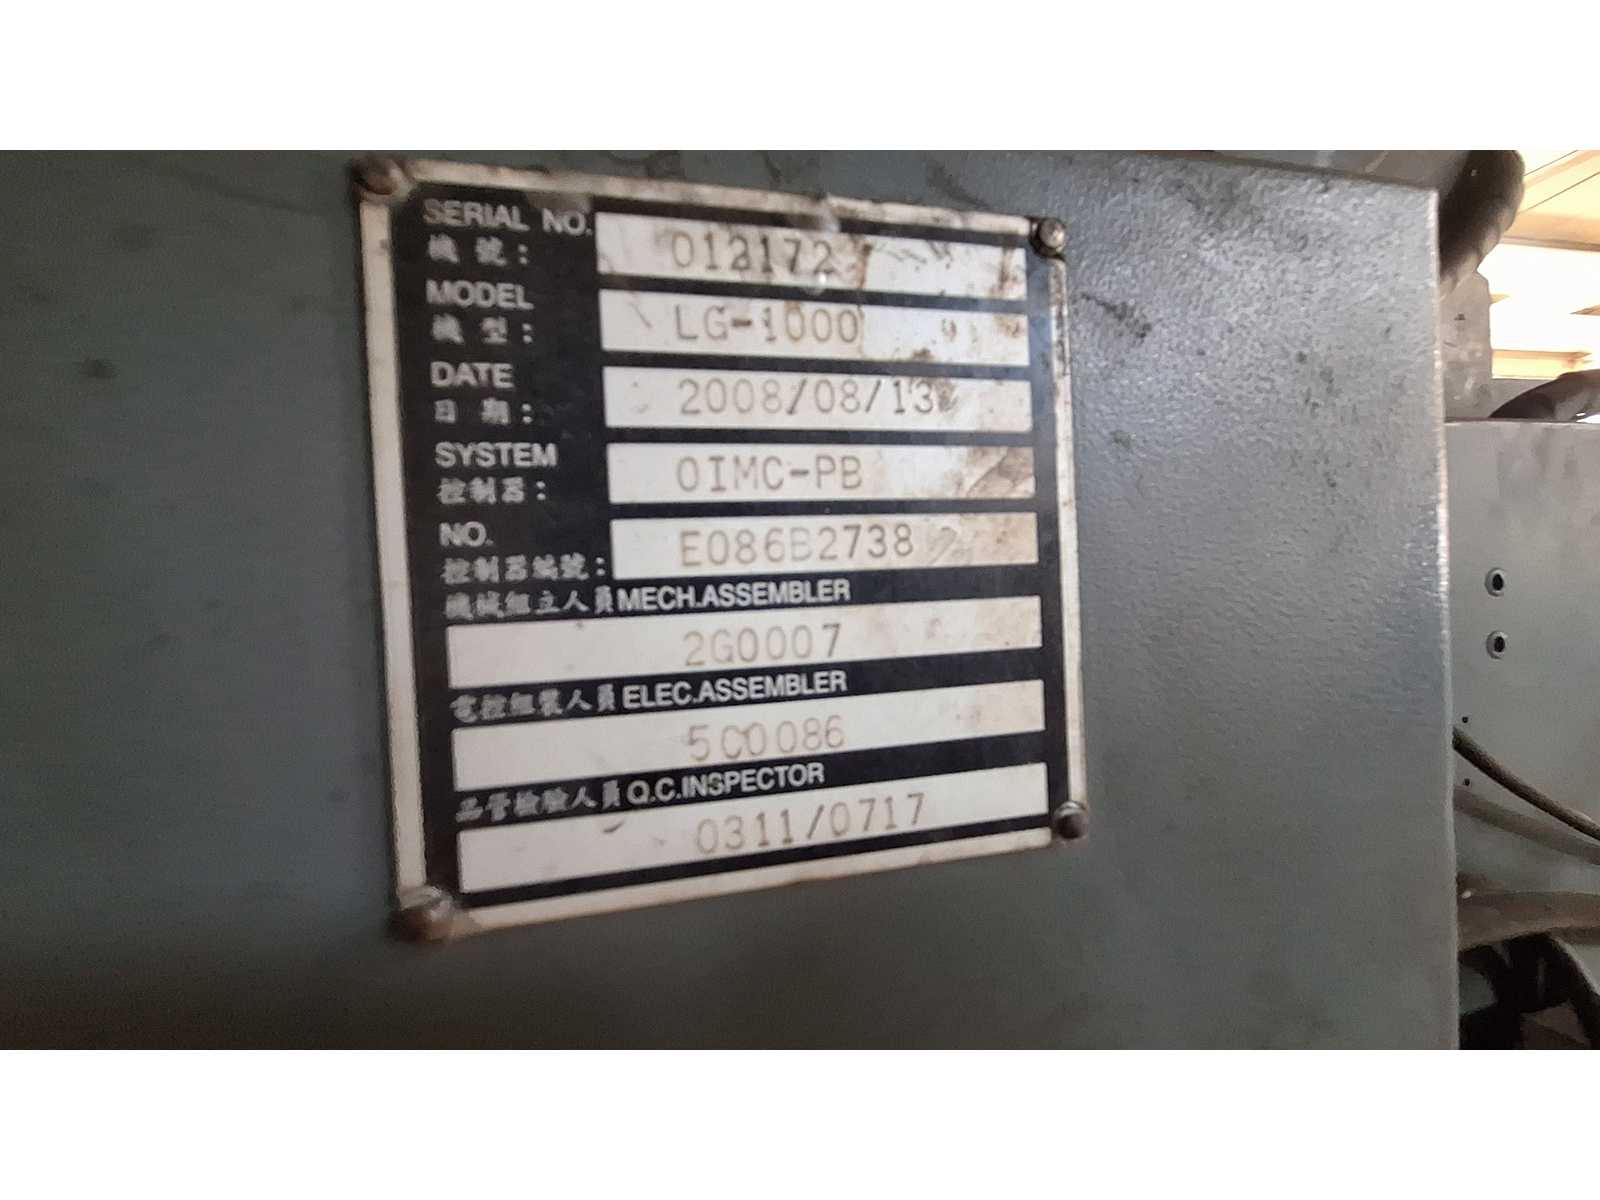 SERIAL NO. 012172
機號:
MODEL LG-1000
機型:
DATE 2008/08/13
日期:
SYSTEM 0IMC-PB
控制器:
NO. E086B2738
控制器編號:
機械組立人員 MECH.ASSEMBLER
2G0007
電控組裝人員 ELEC.ASSEMBLER
5C0086
品管檢驗人員 Q.C.INSPECTOR
0311/0717